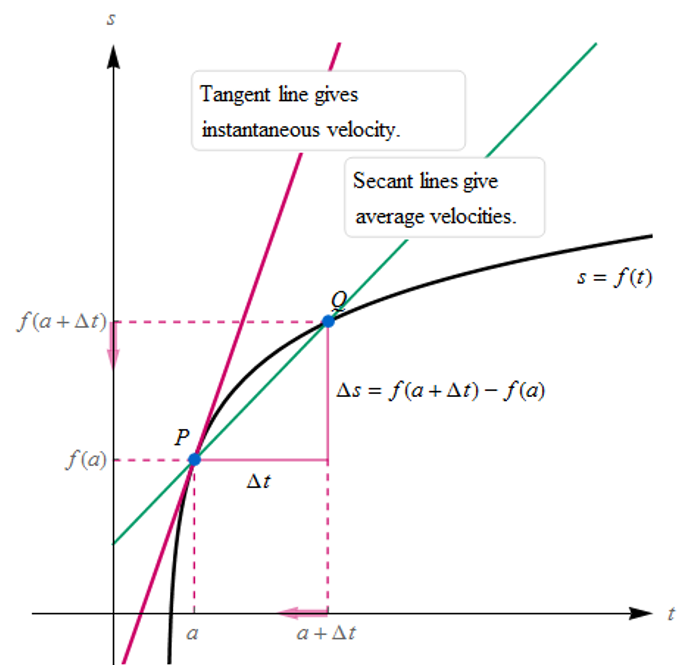 s
Tangent line gives
instantaneous velocity.
Secant lines give
average velocities.
s = f(t)
Q
f(a + Δt)
Δs = f(a + Δt) − f(a)
P
f(a)
Δt
a
a + Δt
t